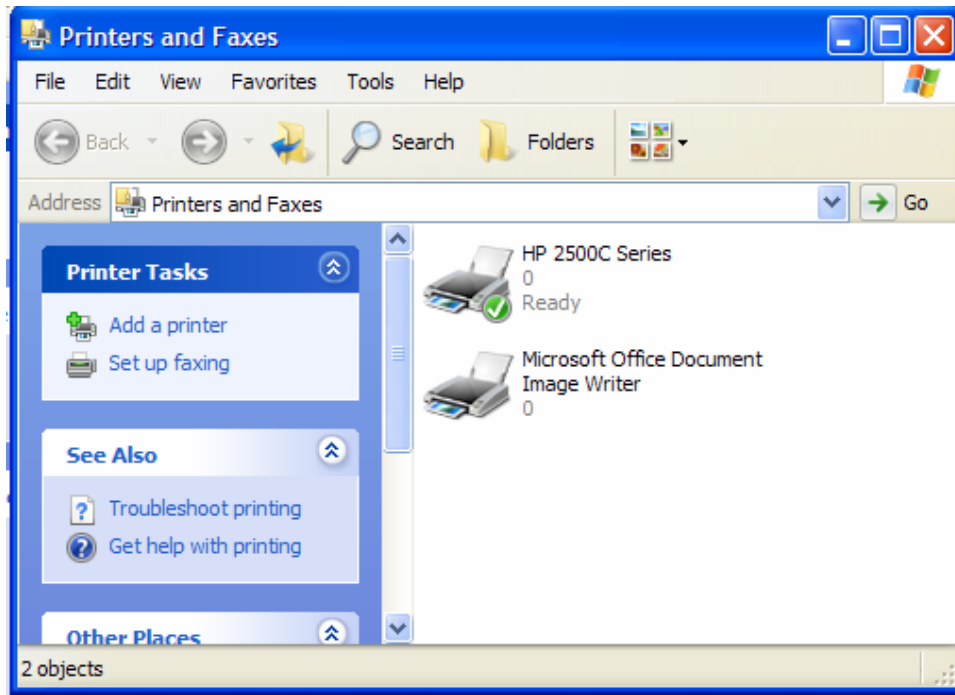 Printers and Faxes
File Edit View Favorites Tools Help
Back Search Folders
Address Printers and Faxes Go
Printer Tasks
Add a printer
Set up faxing
See Also
Troubleshoot printing
Get help with printing
Other Places
HP 2500C Series
0
Ready
Microsoft Office Document
Image Writer
0
2 objects